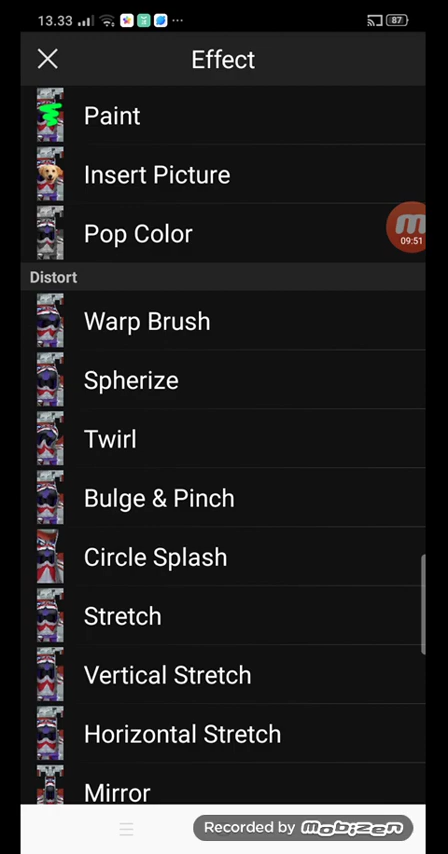 13.33 ... 87
Effect
Paint
Insert Picture
Pop Color
09:51
Distort
Warp Brush
Spherize
Twirl
Bulge & Pinch
Circle Splash
Stretch
Vertical Stretch
Horizontal Stretch
Mirror
Recorded by mobizen